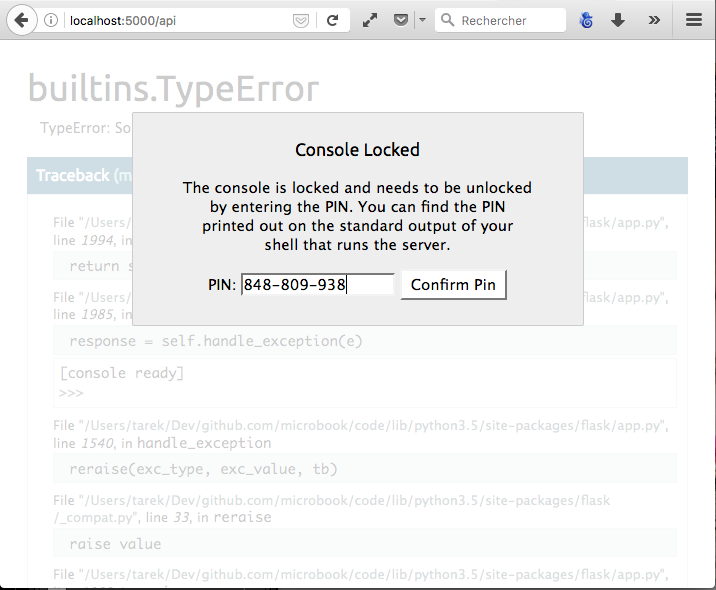 localhost:5000/api
Rechercher
builtins.TypeError
TypeError: So
Traceback (m
Console Locked
The console is locked and needs to be unlocked
by entering the PIN. You can find the PIN
printed out on the standard output of your
shell that runs the server.
PIN: 848-809-938 Confirm Pin
File "/Users/ flask/app.py",
line 1994, in
return s
File "/Users/ flask/app.py",
line 1985, in
response = self.handle_exception(e)
[console ready]
>>>
File "/Users/tarek/Dev/github.com/microbook/code/lib/python3.5/site-packages/flask/app.py",
line 1540, in handle_exception
reraise(exc_type, exc_value, tb)
File "/Users/tarek/Dev/github.com/microbook/code/lib/python3.5/site-packages/flask
/_compat.py", line 33, in reraise
raise value
File "/Users/tarek/Dev/github.com/microbook/code/lib/python3.5/site-packages/flask/app.py",